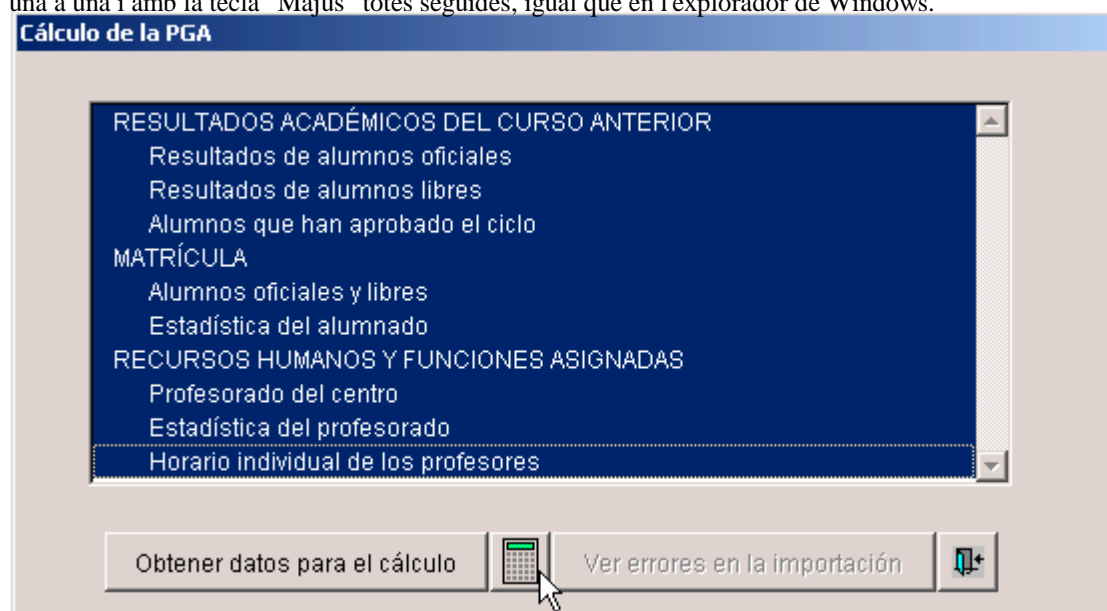 una a una i amb la tecla "Majús" totes seguides, igual que en l'explorador de Windows.
Cálculo de la PGA
RESULTADOS ACADÉMICOS DEL CURSO ANTERIOR
Resultados de alumnos oficiales
Resultados de alumnos libres
Alumnos que han aprobado el ciclo
MATRÍCULA
Alumnos oficiales y libres
Estadística del alumnado
RECURSOS HUMANOS Y FUNCIONES ASIGNADAS
Profesorado del centro
Estadística del profesorado
Horario individual de los profesores
Obtener datos para el cálculo
Ver errores en la importación